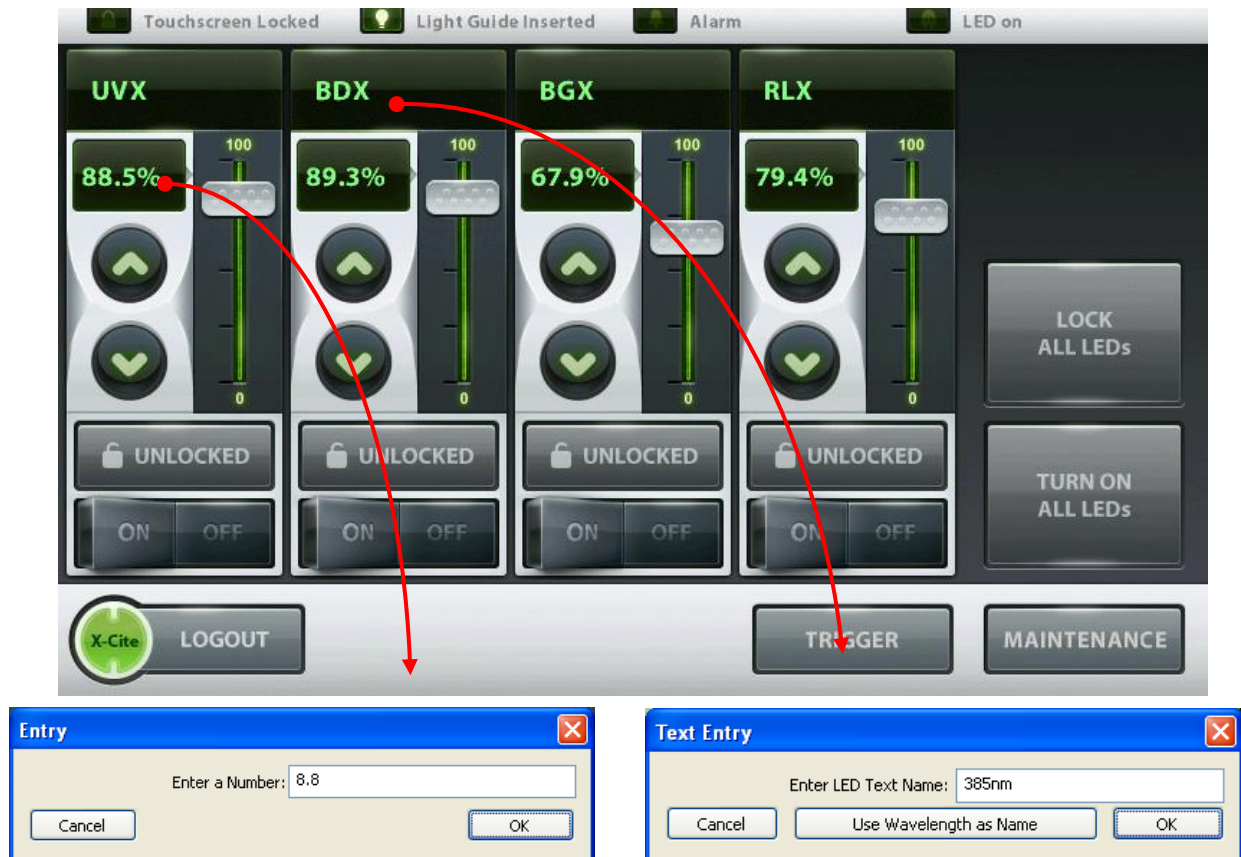 Touchscreen Locked Light Guide Inserted Alarm LED on
UVX BDX BGX RLX
100 100 100 100
88.5% 89.3% 67.9% 79.4%
0 0 0 0
LOCK
ALL LEDs
UNLOCKED UNLOCKED UNLOCKED UNLOCKED
TURN ON
ALL LEDs
ON OFF ON OFF ON OFF ON OFF
X-Cite LOGOUT TRIGGER MAINTENANCE
Entry
Enter a Number: 8.8
Cancel OK
Text Entry
Enter LED Text Name: 385nm
Cancel Use Wavelength as Name OK